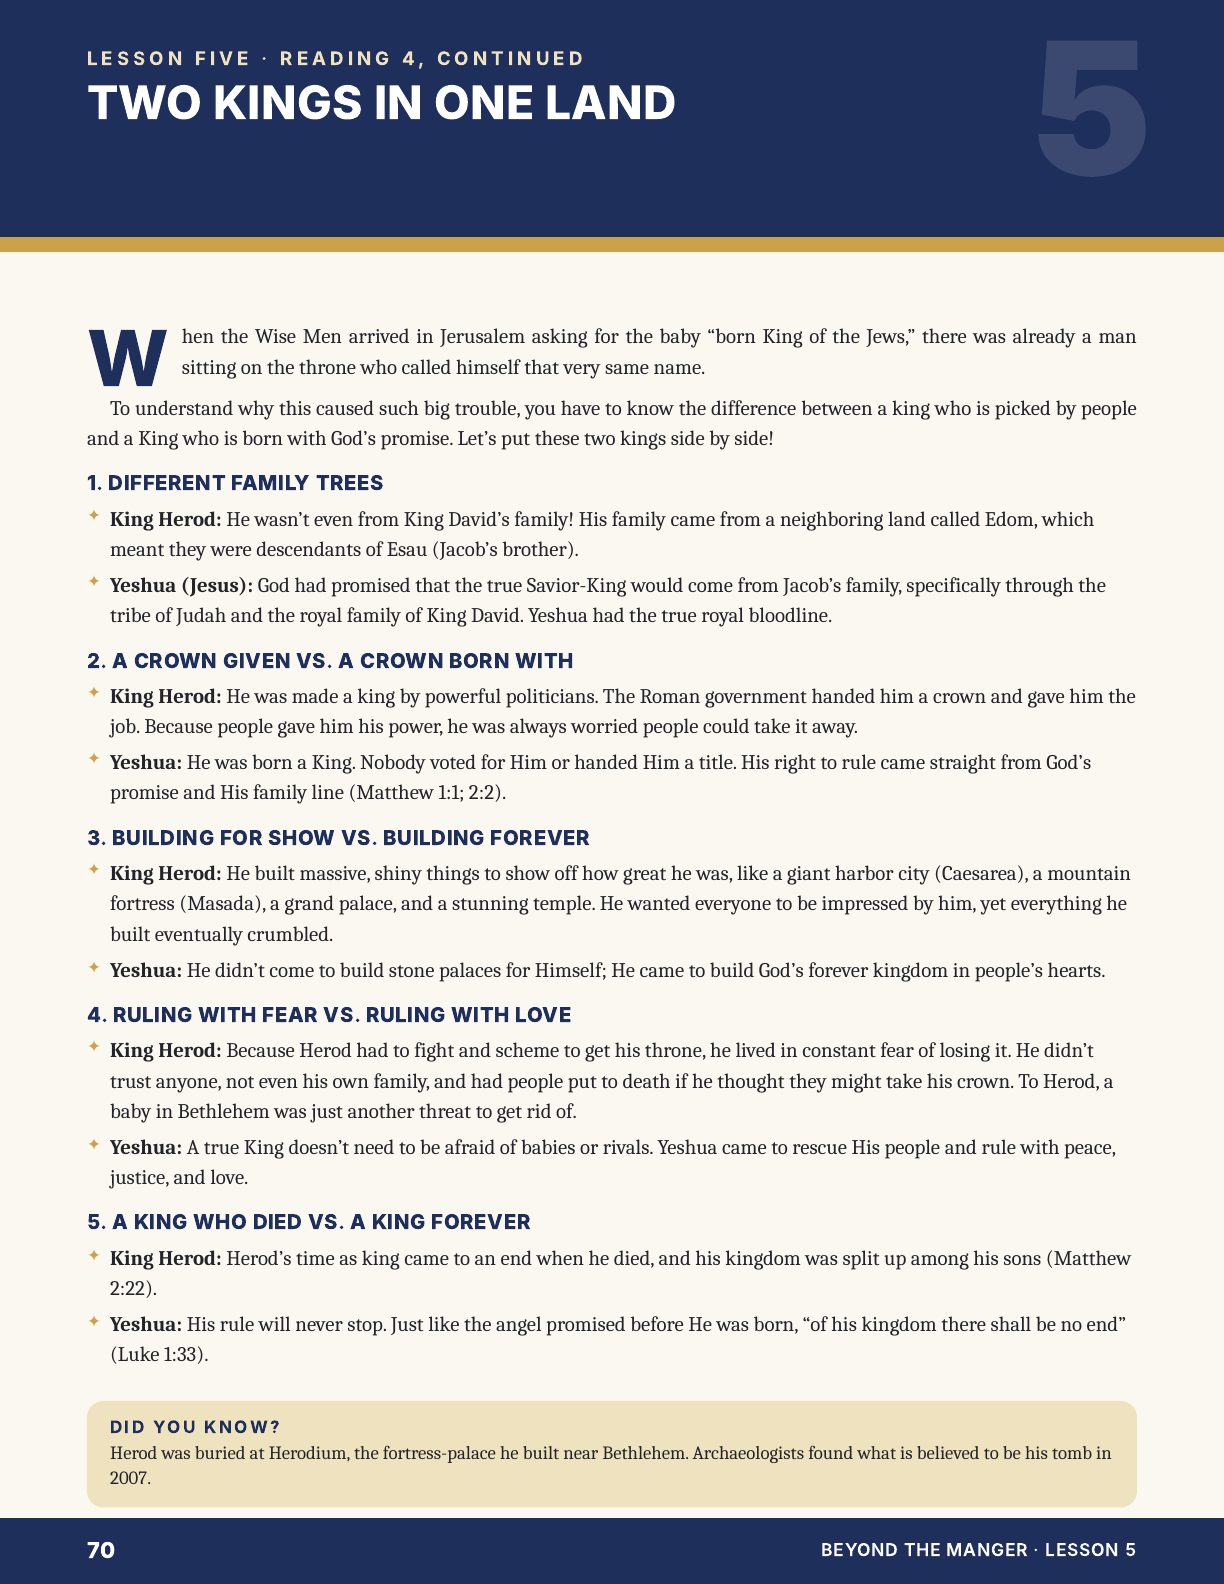 LESSON FIVE · READING 4, CONTINUED
TWO KINGS IN ONE LAND
5
When the Wise Men arrived in Jerusalem asking for the baby “born King of the Jews,” there was already a man
sitting on the throne who called himself that very same name.
To understand why this caused such big trouble, you have to know the difference between a king who is picked by people
and a King who is born with God’s promise. Let’s put these two kings side by side!
1. DIFFERENT FAMILY TREES
✦ King Herod: He wasn’t even from King David’s family! His family came from a neighboring land called Edom, which
meant they were descendants of Esau (Jacob’s brother).
✦ Yeshua (Jesus): God had promised that the true Savior-King would come from Jacob’s family, specifically through the
tribe of Judah and the royal family of King David. Yeshua had the true royal bloodline.
2. A CROWN GIVEN VS. A CROWN BORN WITH
✦ King Herod: He was made a king by powerful politicians. The Roman government handed him a crown and gave him the
job. Because people gave him his power, he was always worried people could take it away.
✦ Yeshua: He was born a King. Nobody voted for Him or handed Him a title. His right to rule came straight from God’s
promise and His family line (Matthew 1:1; 2:2).
3. BUILDING FOR SHOW VS. BUILDING FOREVER
✦ King Herod: He built massive, shiny things to show off how great he was, like a giant harbor city (Caesarea), a mountain
fortress (Masada), a grand palace, and a stunning temple. He wanted everyone to be impressed by him, yet everything he
built eventually crumbled.
✦ Yeshua: He didn’t come to build stone palaces for Himself; He came to build God’s forever kingdom in people’s hearts.
4. RULING WITH FEAR VS. RULING WITH LOVE
✦ King Herod: Because Herod had to fight and scheme to get his throne, he lived in constant fear of losing it. He didn’t
trust anyone, not even his own family, and had people put to death if he thought they might take his crown. To Herod, a
baby in Bethlehem was just another threat to get rid of.
✦ Yeshua: A true King doesn’t need to be afraid of babies or rivals. Yeshua came to rescue His people and rule with peace,
justice, and love.
5. A KING WHO DIED VS. A KING FOREVER
✦ King Herod: Herod’s time as king came to an end when he died, and his kingdom was split up among his sons (Matthew
2:22).
✦ Yeshua: His rule will never stop. Just like the angel promised before He was born, “of his kingdom there shall be no end”
(Luke 1:33).
DID YOU KNOW?
Herod was buried at Herodium, the fortress-palace he built near Bethlehem. Archaeologists found what is believed to be his tomb in
2007.
70
BEYOND THE MANGER · LESSON 5